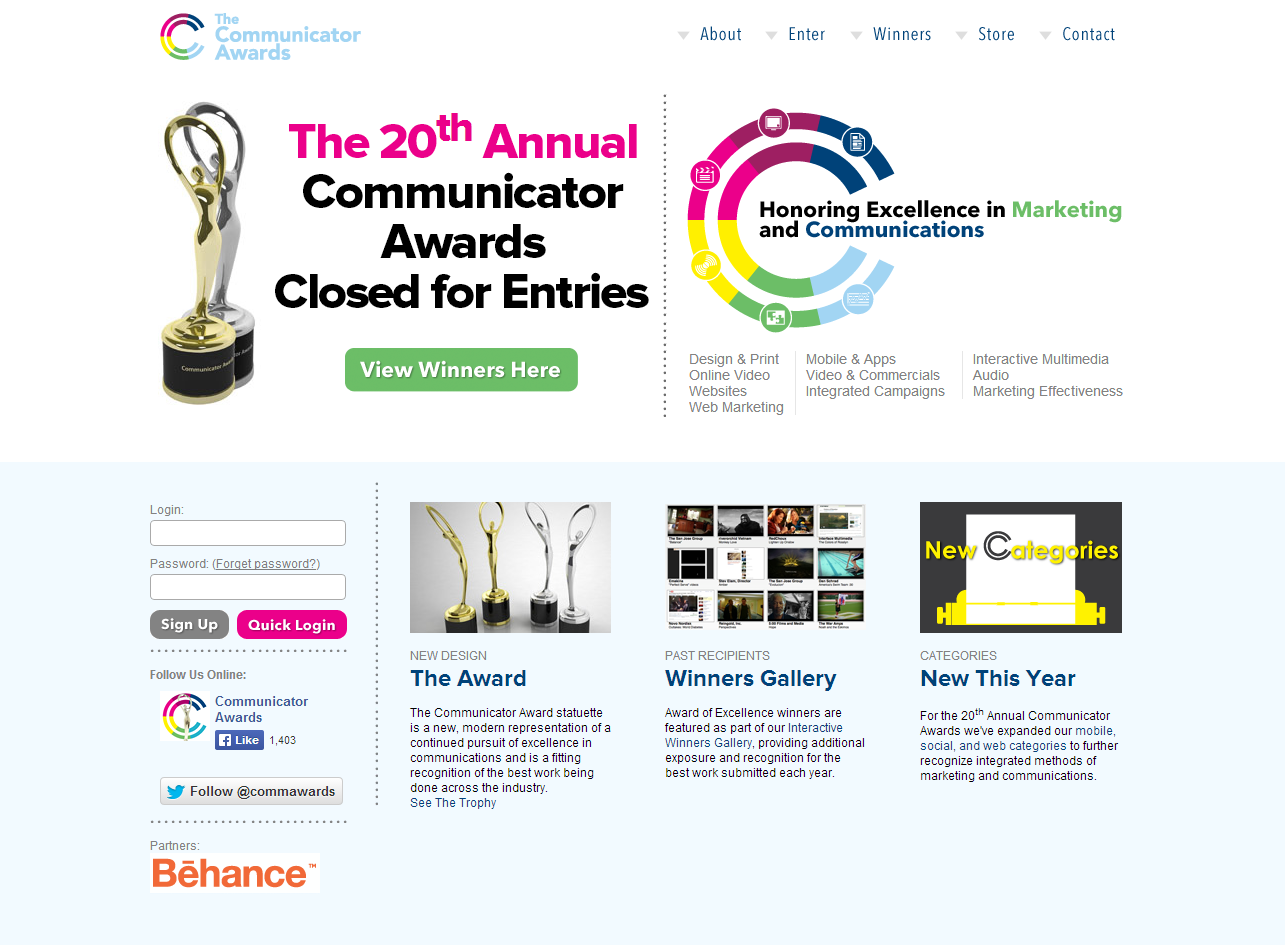 The
Communicator
Awards
About
Enter
Winners
Store
Contact
The 20th Annual
Communicator
Awards
Closed for Entries
View Winners Here
Honoring Excellence in Marketing
and Communications
Design & Print
Online Video
Websites
Web Marketing
Mobile & Apps
Video & Commercials
Integrated Campaigns
Interactive Multimedia
Audio
Marketing Effectiveness
Login:
Password: (Forget password?)
Sign Up
Quick Login
Follow Us Online:
Communicator
Awards
Like 1,403
Follow @commawards
Partners:
Bēhance™
NEW DESIGN
The Award
The Communicator Award statuette
is a new, modern representation of a
continued pursuit of excellence in
communications and is a fitting
recognition of the best work being
done across the industry.
See The Trophy
PAST RECIPIENTS
Winners Gallery
Award of Excellence winners are
featured as part of our Interactive
Winners Gallery, providing additional
exposure and recognition for the
best work submitted each year.
New Categories
CATEGORIES
New This Year
For the 20th Annual Communicator
Awards we've expanded our mobile,
social, and web categories to further
recognize integrated methods of
marketing and communications.